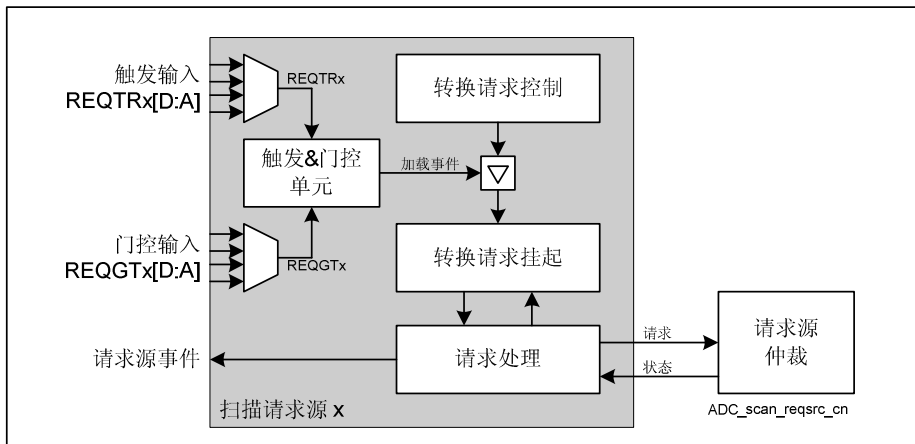 触发输入
REQTRx[D:A]
REQTRx
转换请求控制
触发&门控
单元
加载事件
门控输入
REQGTx[D:A]
REQGTx
转换请求挂起
请求源事件
请求处理
请求
状态
请求源
仲裁
扫描请求源 x
ADC_scan_reqsrc_cn